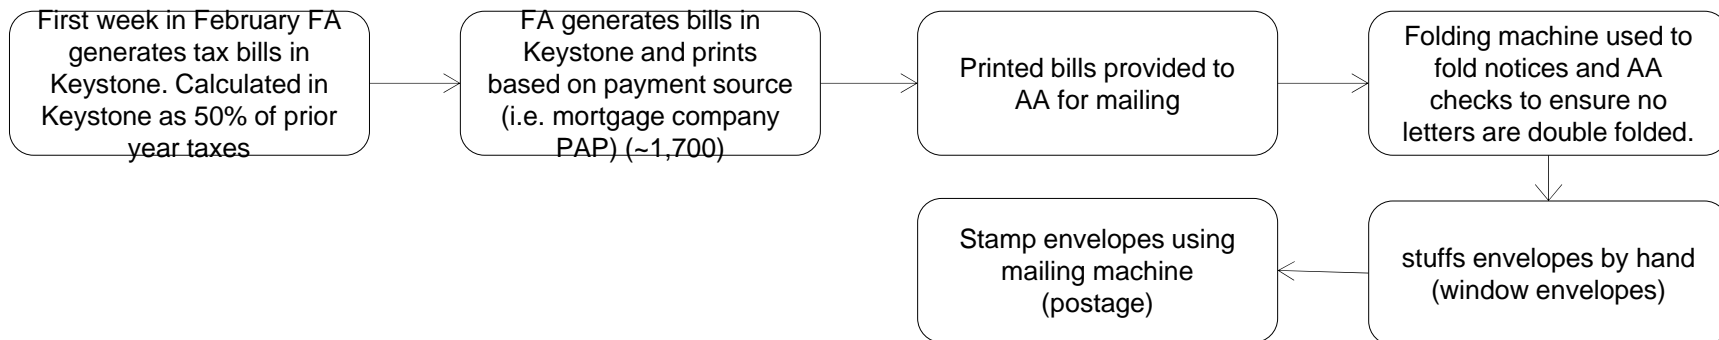 First week in February FA
generates tax bills in
Keystone. Calculated in
Keystone as 50% of prior
year taxes
FA generates bills in
Keystone and prints
based on payment source
(i.e. mortgage company
PAP) (~1,700)
Printed bills provided to
AA for mailing
Folding machine used to
fold notices and AA
checks to ensure no
letters are double folded.
stuffs envelopes by hand
(window envelopes)
Stamp envelopes using
mailing machine
(postage)